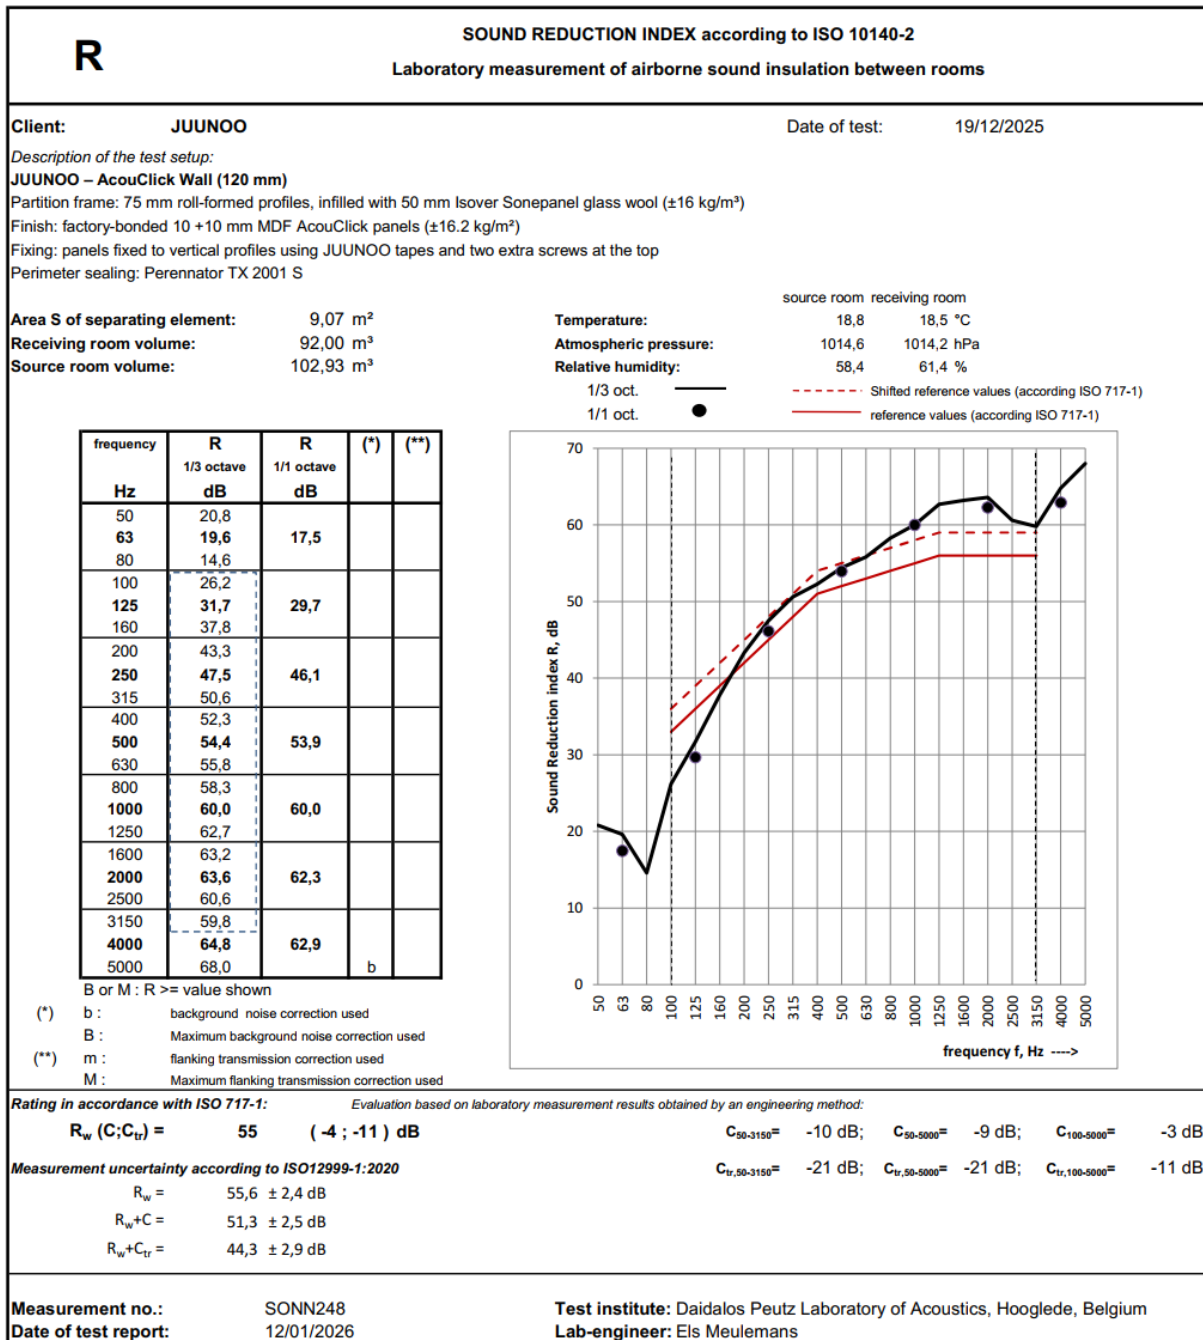 R
SOUND REDUCTION INDEX according to ISO 10140-2
Laboratory measurement of airborne sound insulation between rooms
Client: JUUNOO Date of test: 19/12/2025
Description of the test setup:
JUUNOO – AcouClick Wall (120 mm)
Partition frame: 75 mm roll-formed profiles, infilled with 50 mm Isover Sonepanel glass wool (±16 kg/m³)
Finish: factory-bonded 10 +10 mm MDF AcouClick panels (±16.2 kg/m²)
Fixing: panels fixed to vertical profiles using JUUNOO tapes and two extra screws at the top
Perimeter sealing: Perennator TX 2001 S
source room receiving room
Area S of separating element: 9,07 m² Temperature: 18,8 18,5 °C
Receiving room volume: 92,00 m³ Atmospheric pressure: 1014,6 1014,2 hPa
Source room volume: 102,93 m³ Relative humidity: 58,4 61,4 %
1/3 oct. Shifted reference values (according ISO 717-1)
1/1 oct. reference values (according ISO 717-1)
frequency R R (*) (**)
1/3 octave 1/1 octave
Hz dB dB
50 20,8
63 19,6 17,5
80 14,6
100 26,2
125 31,7 29,7
160 37,8
200 43,3
250 47,5 46,1
315 50,6
400 52,3
500 54,4 53,9
630 55,8
800 58,3
1000 60,0 60,0
1250 62,7
1600 63,2
2000 63,6 62,3
2500 60,6
3150 59,8
4000 64,8 62,9
5000 68,0 b
B or M : R >= value shown
(*) b : background noise correction used
B : Maximum background noise correction used
(**) m : flanking transmission correction used
M : Maximum flanking transmission correction used
Sound Reduction index R, dB
70
60
50
40
30
20
10
0
50 63 80 100 125 160 200 250 315 400 500 630 800 1000 1250 1600 2000 2500 3150 4000 5000
frequency f, Hz ---->
Rating in accordance with ISO 717-1: Evaluation based on laboratory measurement results obtained by an engineering method:
Rw (C;Ctr) = 55 ( -4 ; -11 ) dB C50-3150= -10 dB; C50-5000= -9 dB; C100-5000= -3 dB
Measurement uncertainty according to ISO12999-1:2020 Ctr,50-3150= -21 dB; Ctr,50-5000= -21 dB; Ctr,100-5000= -11 dB
Rw = 55,6 ± 2,4 dB
Rw+C = 51,3 ± 2,5 dB
Rw+Ctr = 44,3 ± 2,9 dB
Measurement no.: SONN248 Test institute: Daidalos Peutz Laboratory of Acoustics, Hooglede, Belgium
Date of test report: 12/01/2026 Lab-engineer: Els Meulemans